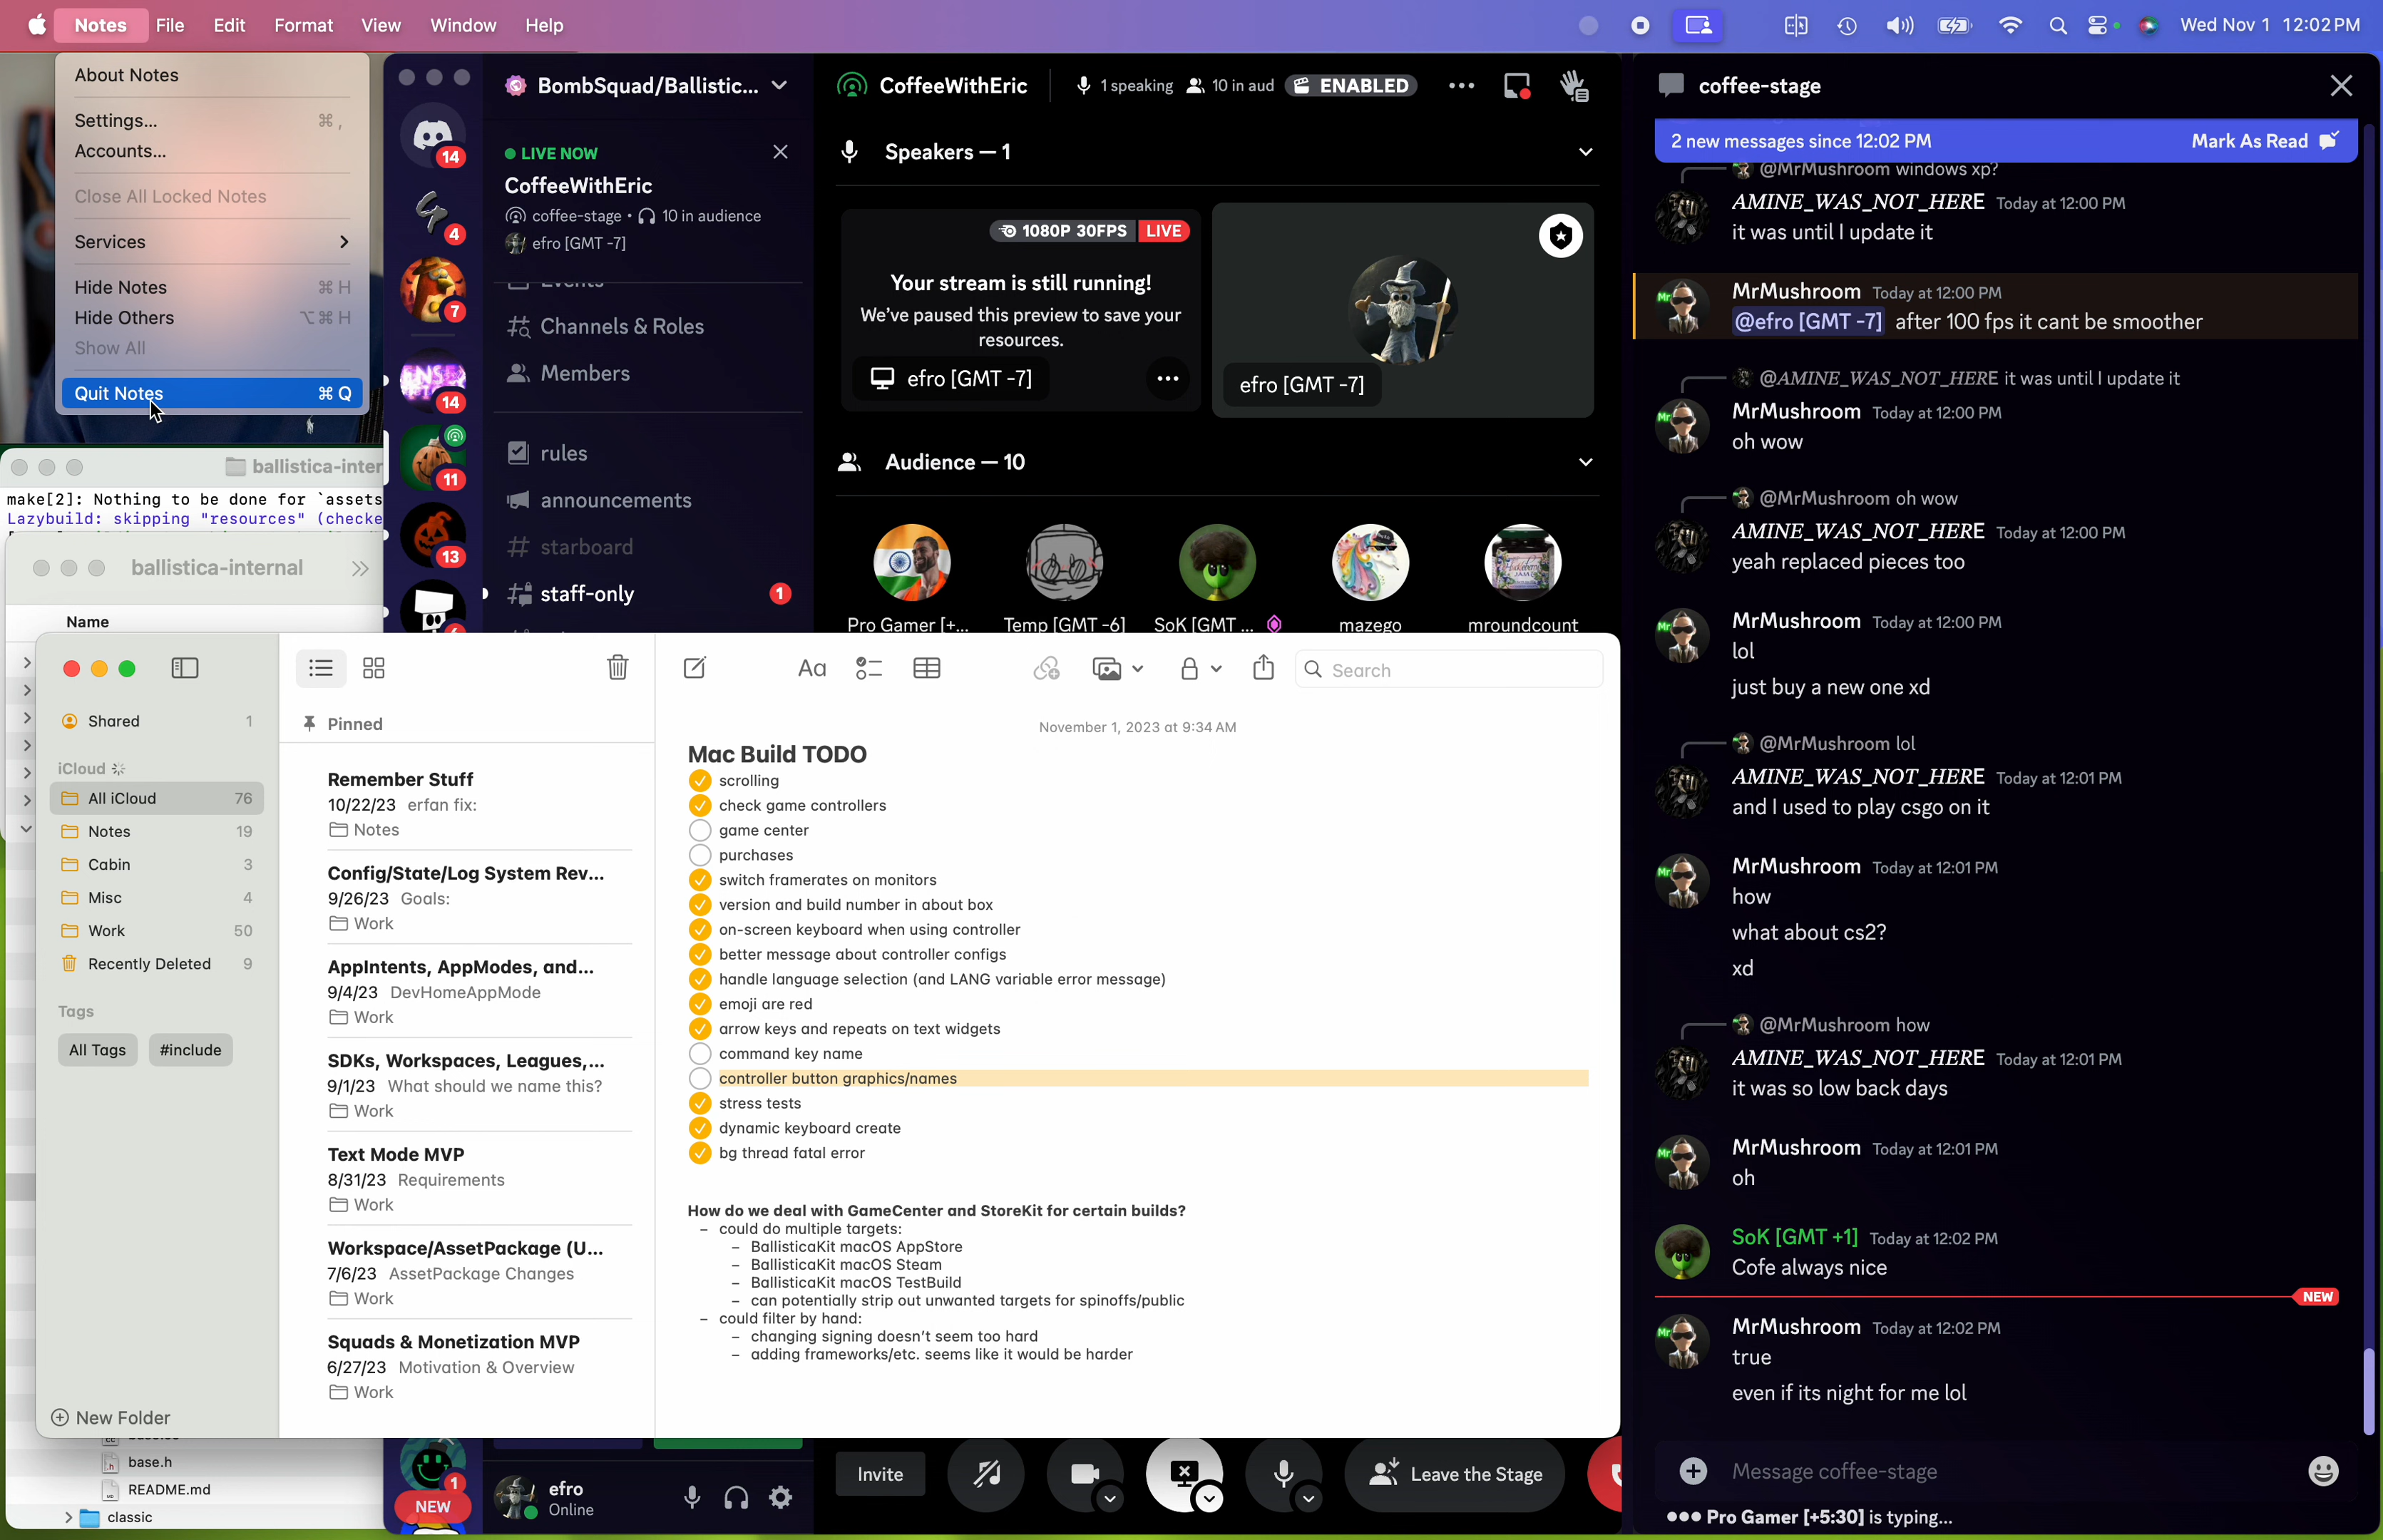 Notes File Edit Format View Window Help
Wed Nov 1 12:02 PM
About Notes
Settings... ⌘ ,
Accounts...
Close All Locked Notes
Services
Hide Notes ⌘ H
Hide Others ⌥ ⌘ H
Show All
Quit Notes ⌘ Q
ballistica-inter
make[2]: Nothing to be done for `assets
Lazybuild: skipping "resources" (checke
ballistica-internal
Name
base.h
README.md
classic
14
4
7
14
11
13
1
NEW
BombSquad/Ballistic...
LIVE NOW
CoffeeWithEric
coffee-stage • 10 in audience
efro [GMT -7]
Events
Channels & Roles
Members
rules
announcements
starboard
staff-only 1
efro
Online
CoffeeWithEric 1 speaking 10 in aud ENABLED
Speakers — 1
1080P 30FPS LIVE
Your stream is still running!
We've paused this preview to save your
resources.
efro [GMT -7]
efro [GMT -7]
Audience — 10
Pro Gamer [+... Temp [GMT -6] SoK [GMT ... mazego mroundcount
Invite
Leave the Stage
Shared 1
iCloud
All iCloud 76
Notes 19
Cabin 3
Misc 4
Work 50
Recently Deleted 9
Tags
All Tags #include
New Folder
Pinned
Remember Stuff
10/22/23 erfan fix:
Notes
Config/State/Log System Rev...
9/26/23 Goals:
Work
AppIntents, AppModes, and...
9/4/23 DevHomeAppMode
Work
SDKs, Workspaces, Leagues,...
9/1/23 What should we name this?
Work
Text Mode MVP
8/31/23 Requirements
Work
Workspace/AssetPackage (U...
7/6/23 AssetPackage Changes
Work
Squads & Monetization MVP
6/27/23 Motivation & Overview
Work
Aa
Search
November 1, 2023 at 9:34 AM
Mac Build TODO
scrolling
check game controllers
game center
purchases
switch framerates on monitors
version and build number in about box
on-screen keyboard when using controller
better message about controller configs
handle language selection (and LANG variable error message)
emoji are red
arrow keys and repeats on text widgets
command key name
controller button graphics/names
stress tests
dynamic keyboard create
bg thread fatal error
How do we deal with GameCenter and StoreKit for certain builds?
- could do multiple targets:
- BallisticaKit macOS AppStore
- BallisticaKit macOS Steam
- BallisticaKit macOS TestBuild
- can potentially strip out unwanted targets for spinoffs/public
- could filter by hand:
- changing signing doesn't seem too hard
- adding frameworks/etc. seems like it would be harder
coffee-stage
2 new messages since 12:02 PM Mark As Read
@MrMushroom windows xp?
AMINE_WAS_NOT_HERE Today at 12:00 PM
it was until I update it
MrMushroom Today at 12:00 PM
@efro [GMT -7] after 100 fps it cant be smoother
@AMINE_WAS_NOT_HERE it was until I update it
MrMushroom Today at 12:00 PM
oh wow
@MrMushroom oh wow
AMINE_WAS_NOT_HERE Today at 12:00 PM
yeah replaced pieces too
MrMushroom Today at 12:00 PM
lol
just buy a new one xd
@MrMushroom lol
AMINE_WAS_NOT_HERE Today at 12:01 PM
and I used to play csgo on it
MrMushroom Today at 12:01 PM
how
what about cs2?
xd
@MrMushroom how
AMINE_WAS_NOT_HERE Today at 12:01 PM
it was so low back days
MrMushroom Today at 12:01 PM
oh
SoK [GMT +1] Today at 12:02 PM
Cofe always nice
NEW
MrMushroom Today at 12:02 PM
true
even if its night for me lol
Message coffee-stage
Pro Gamer [+5:30] is typing...